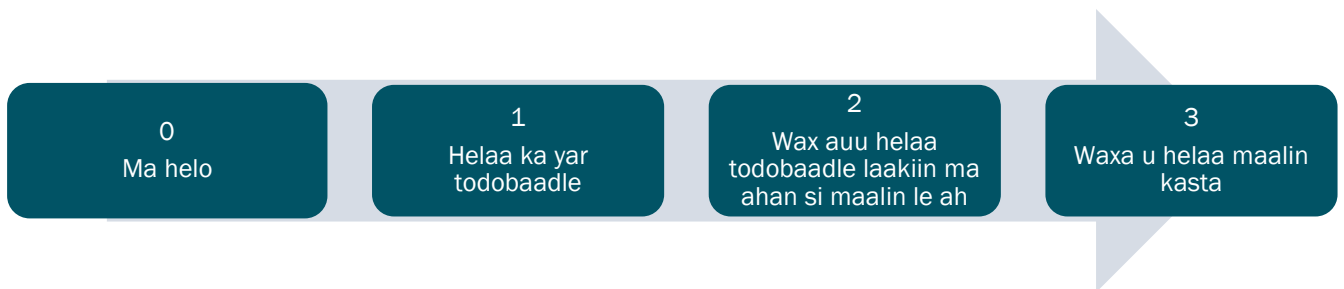 0
Ma helo
1
Helaa ka yar
todobaadle
2
Wax auu helaa
todobaadle laakiin ma
ahan si maalin le ah
3
Waxa u helaa maalin
kasta